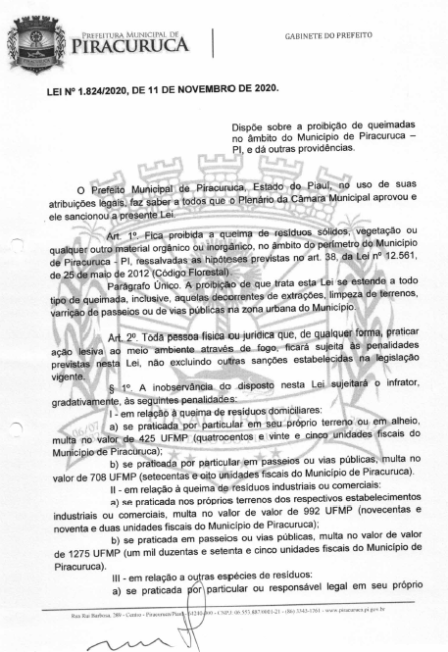 PREFEITURA MUNICIPAL DE
PIRACURUCA
GABINETE DO PREFEITO
LEI Nº 1.824/2020, DE 11 DE NOVEMBRO DE 2020.
Dispõe sobre a proibição de queimadas
no âmbito do Município de Piracuruca –
PI, e dá outras providências.
O Prefeito Municipal de Piracuruca, Estado do Piauí, no uso de suas
atribuições legais, faz saber a todos que o Plenário da Câmara Municipal aprovou e
ele sancionou a presente Lei.
Art. 1º. Fica proibida a queima de resíduos sólidos, vegetação ou
qualquer outro material orgânico ou inorgânico, no âmbito do perímetro do Município
de Piracuruca - PI, ressalvadas as hipóteses previstas no art. 38, da Lei nº 12.561,
de 25 de maio de 2012 (Código Florestal).
Parágrafo Único. A proibição de que trata esta Lei se estende a todo
tipo de queimada, inclusive, aquelas decorrentes de extrações, limpeza de terrenos,
varrição de passeios ou de vias públicas na zona urbana do Município.
Art. 2º. Toda pessoa física ou jurídica que, de qualquer forma, praticar
ação lesiva ao meio ambiente através de fogo, ficará sujeita às penalidades
previstas nesta Lei, não excluindo outras sanções estabelecidas na legislação
vigente.
§ 1º. A inobservância do disposto nesta Lei sujeitará o infrator,
gradativamente, às seguintes penalidades:
I - em relação à queima de resíduos domiciliares:
a) se praticada por particular em seu próprio terreno ou em alheio,
multa no valor de 425 UFMP (quatrocentos e vinte e cinco unidades fiscais do
Município de Piracuruca);
b) se praticada por particular em passeios ou vias públicas, multa no
valor de 708 UFMP (setecentas e oito unidades fiscais do Município de Piracuruca).
II - em relação à queima de resíduos industriais ou comerciais:
a) se praticada nos próprios terrenos dos respectivos estabelecimentos
industriais ou comerciais, multa no valor de valor de 992 UFMP (novecentas e
noventa e duas unidades fiscais do Município de Piracuruca);
b) se praticada em passeios ou vias públicas, multa no valor de valor
de 1275 UFMP (um mil duzentas e setenta e cinco unidades fiscais do Município de
Piracuruca).
III - em relação a outras espécies de resíduos:
a) se praticada por particular ou responsável legal em seu próprio
Rua Rui Barbosa, 289 - Centro - Piracuruca/Piauí
www.piracuruca.pi.gov.br